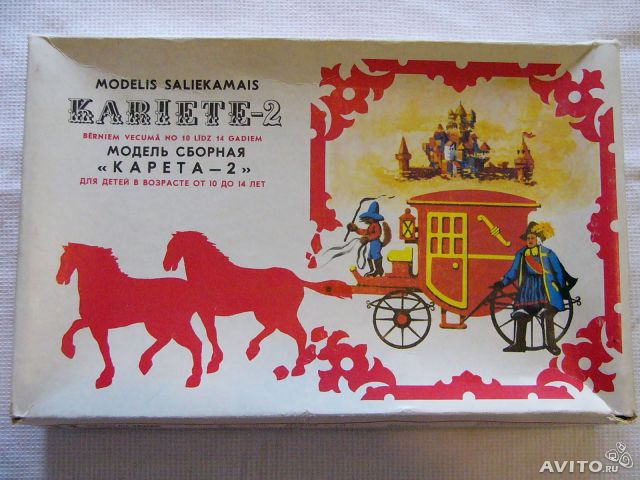 MODELIS SALIEKAMAIS
KARIETE-2
BĒRNIEM VECUMĀ NO 10 LĪDZ 14 GADIEM
МОДЕЛЬ СБОРНАЯ
«КАРЕТА—2»
ДЛЯ ДЕТЕЙ В ВОЗРАСТЕ ОТ 10 ДО 14 ЛЕТ
AVITO.ru